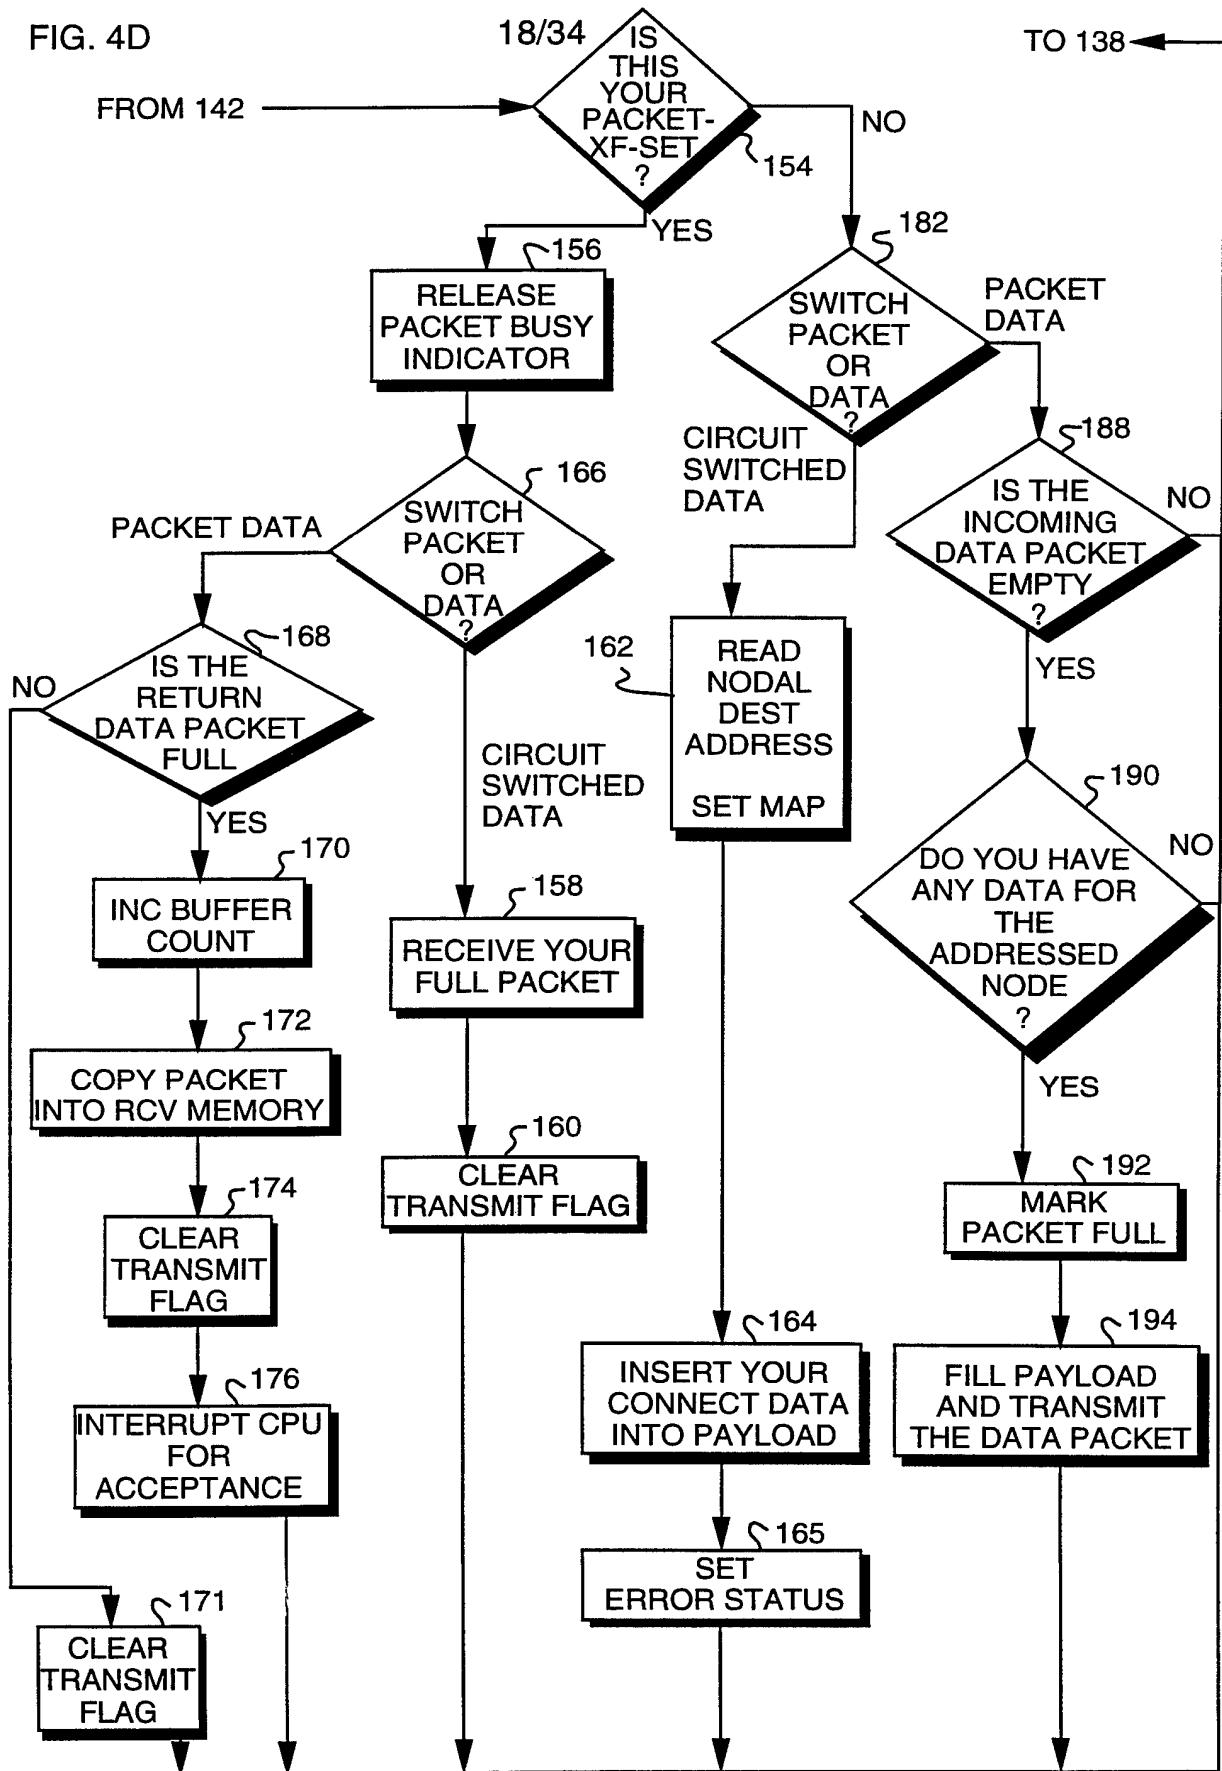 FIG. 4D
18/34
TO 138
FROM 142
IS
THIS
YOUR
PACKET-
XF-SET
?
154
NO
YES
156
RELEASE
PACKET BUSY
INDICATOR
182
SWITCH
PACKET
OR
DATA
?
PACKET
DATA
CIRCUIT
SWITCHED
DATA
166
SWITCH
PACKET
OR
DATA
?
PACKET DATA
CIRCUIT
SWITCHED
DATA
188
IS THE
INCOMING
DATA PACKET
EMPTY
?
NO
YES
168
IS THE
RETURN
DATA PACKET
FULL
NO
YES
162
READ
NODAL
DEST
ADDRESS
SET MAP
190
DO YOU HAVE
ANY DATA FOR
THE
ADDRESSED
NODE
?
NO
YES
170
INC BUFFER
COUNT
158
RECEIVE YOUR
FULL PACKET
172
COPY PACKET
INTO RCV MEMORY
160
CLEAR
TRANSMIT FLAG
192
MARK
PACKET FULL
174
CLEAR
TRANSMIT
FLAG
164
INSERT YOUR
CONNECT DATA
INTO PAYLOAD
194
FILL PAYLOAD
AND TRANSMIT
THE DATA PACKET
176
INTERRUPT CPU
FOR
ACCEPTANCE
165
SET
ERROR STATUS
171
CLEAR
TRANSMIT
FLAG